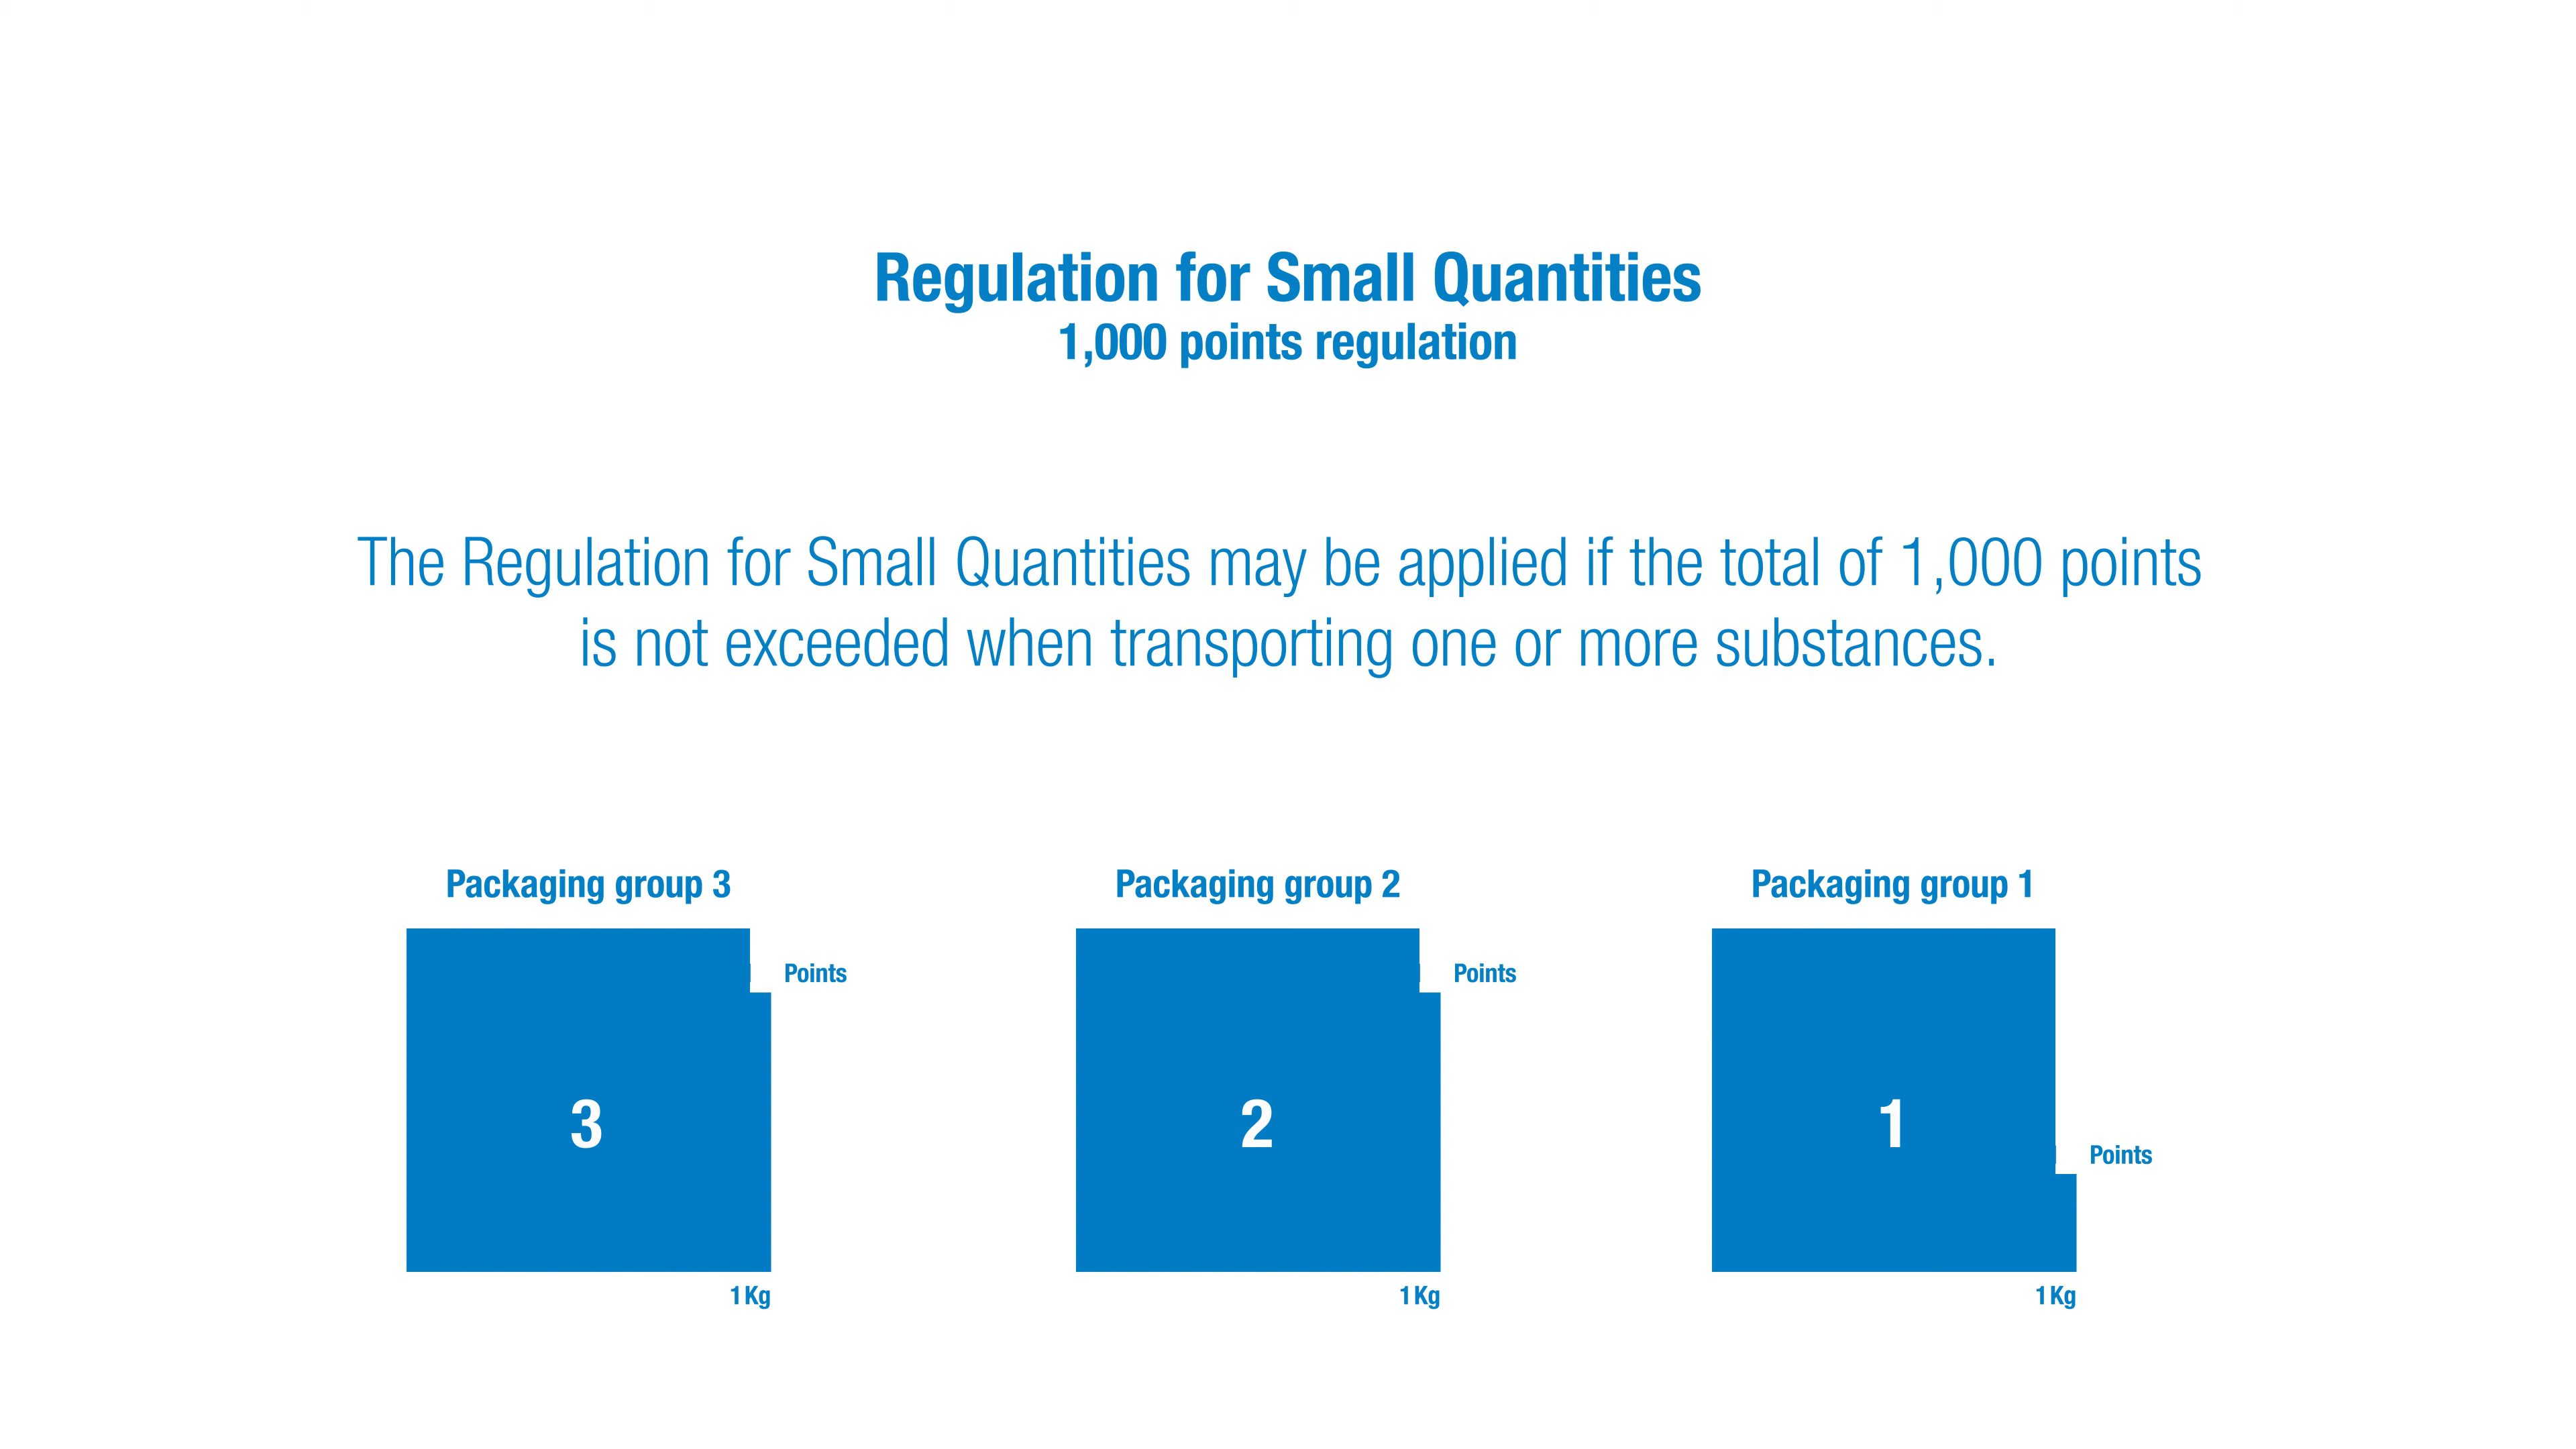 Regulation for Small Quantities
1,000 points regulation
The Regulation for Small Quantities may be applied if the total of 1,000 points
is not exceeded when transporting one or more substances.
Packaging group 3
Points
3
1 Kg
Packaging group 2
Points
2
1 Kg
Packaging group 1
1
Points
1 Kg